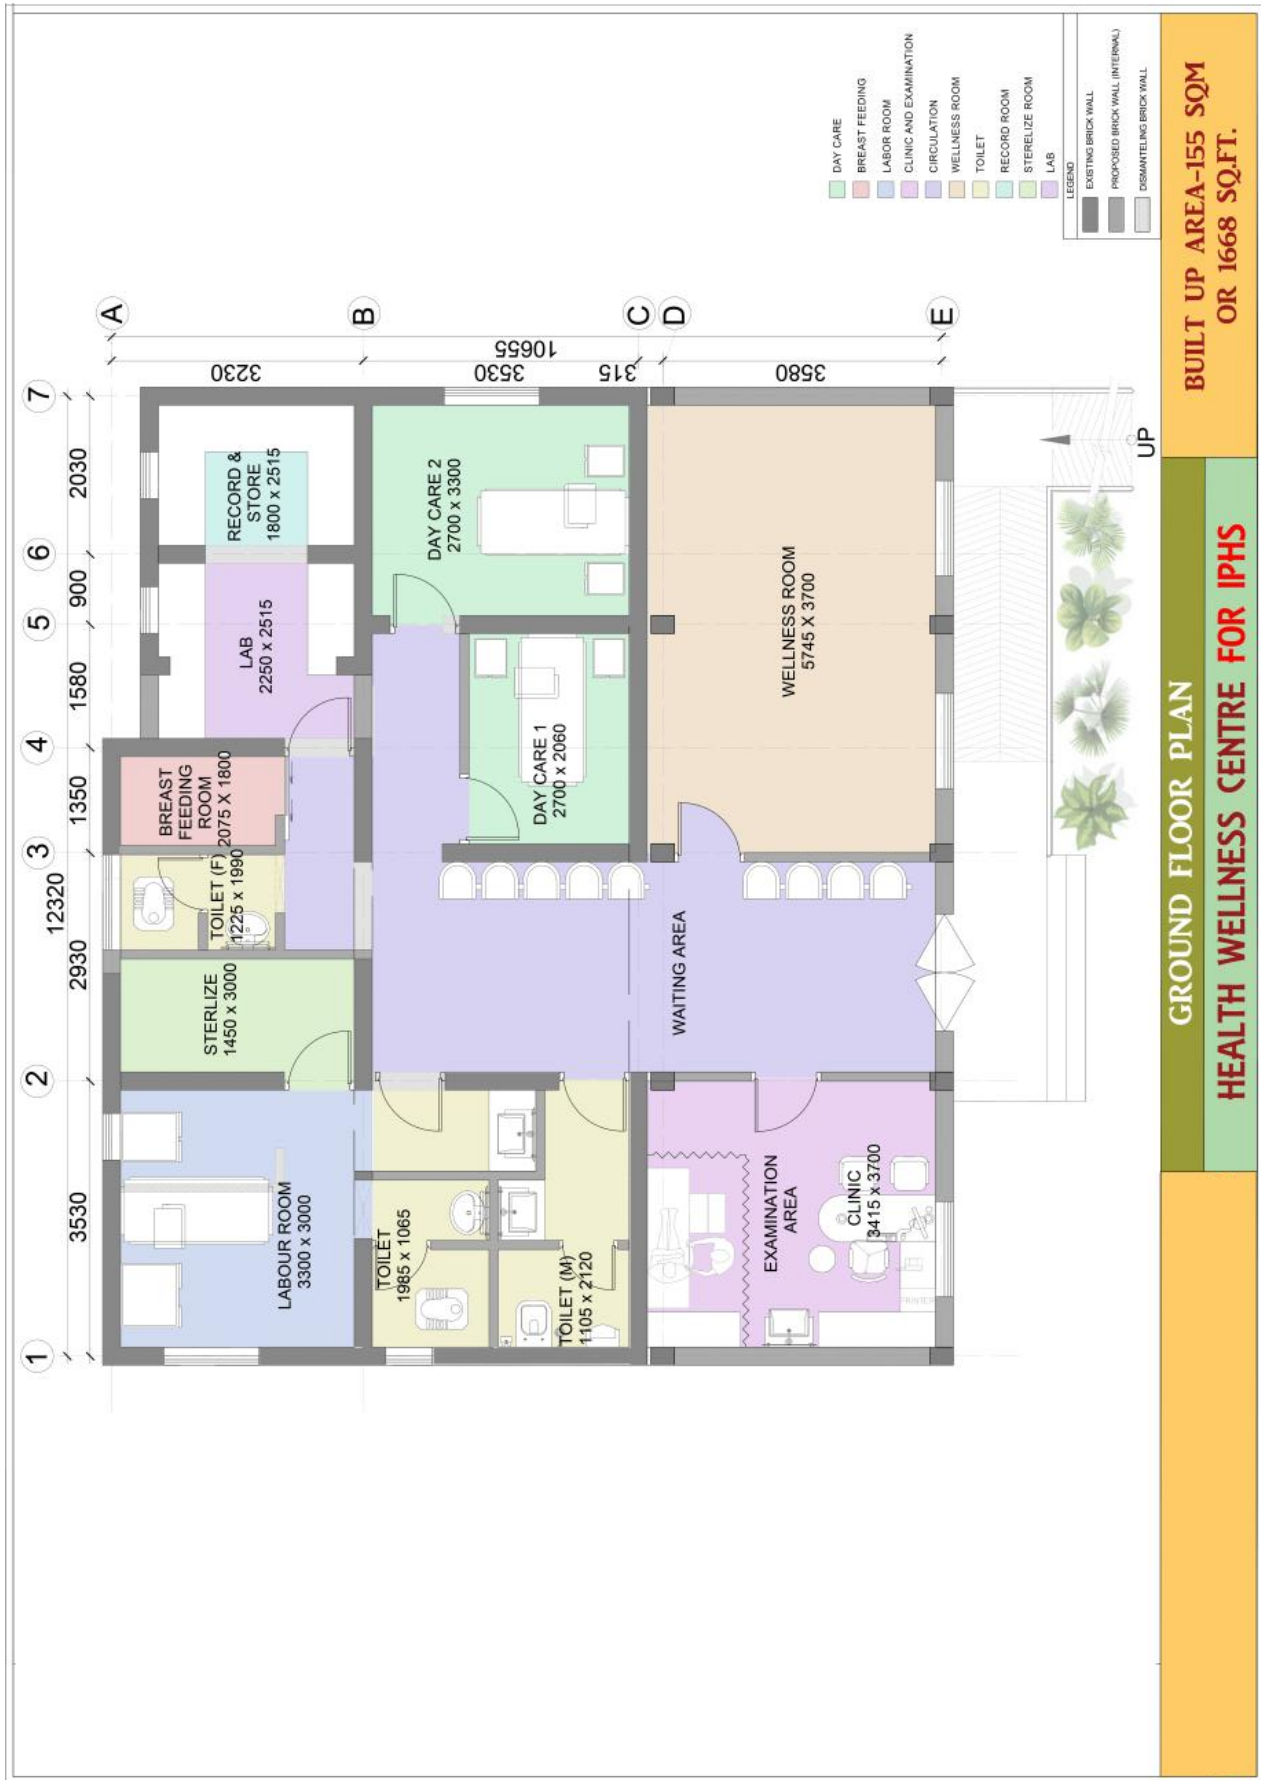 1
2
3
4
5
6
7
12320
3530
2930
1350
1580
900
2030
A
B
C
D
E
10655
3230
3530
315
3580
LABOUR ROOM
3300 x 3000
STERLIZE
1450 x 3000
TOILET (F)
1225 x 1990
BREAST
FEEDING
ROOM
2075 X 1800
LAB
2250 x 2515
RECORD &
STORE
1800 x 2515
TOILET
1985 x 1065
TOILET (M)
1105 x 2120
DAY CARE 1
2700 x 2060
DAY CARE 2
2700 x 3300
WAITING AREA
EXAMINATION
AREA
CLINIC
3415 x 3700
PRINTER
WELLNESS ROOM
5745 X 3700
UP
DAY CARE
BREAST FEEDING
LABOR ROOM
CLINIC AND EXAMINATION
CIRCULATION
WELLNESS ROOM
TOILET
RECORD ROOM
STERELIZE ROOM
LAB
LEGEND
EXISTING BRICK WALL
PROPOSED BRICK WALL (INTERNAL)
DISMANTELING BRICK WALL
GROUND FLOOR PLAN
HEALTH WELLNESS CENTRE FOR IPHS
BUILT UP AREA-155 SQM
OR 1668 SQ.FT.